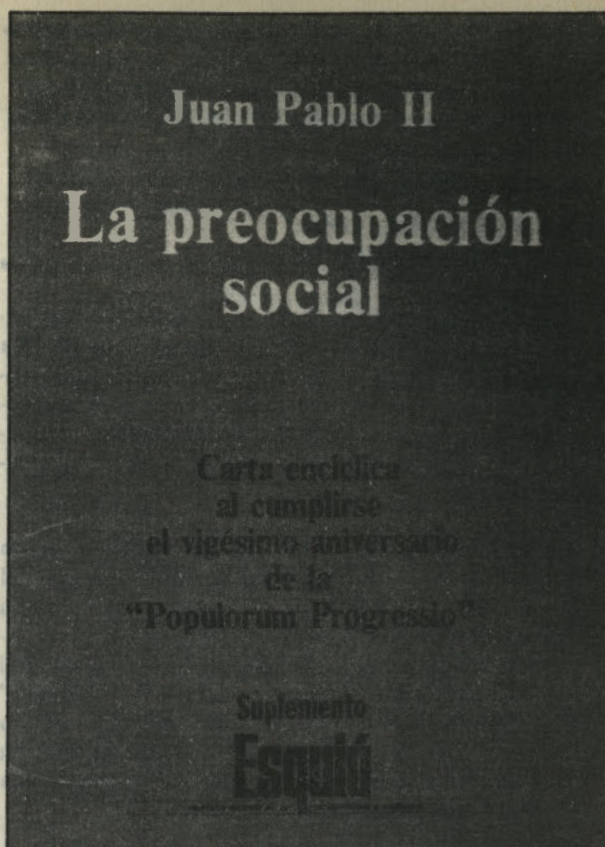 Juan Pablo II
La preocupación
social
Carta encíclica
al cumplirse
el vigésimo aniversario
de la
“Populorum Progressio”
Suplemento
Esquiú